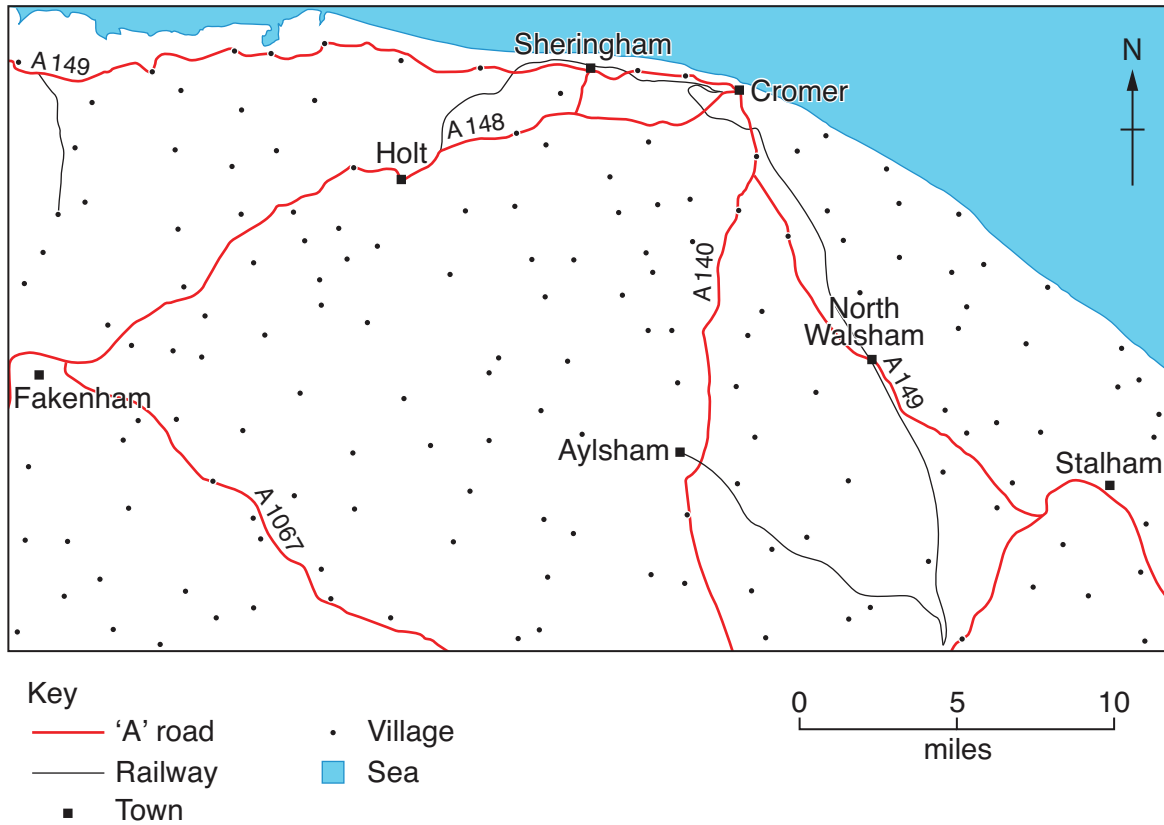 Sheringham
A 149
N
Cromer
A 148
Holt
A 140
North
Walsham
A 149
Fakenham
Aylsham
Stalham
A 1067
Key
‘A’ road
Village
Railway
Sea
Town
0 5 10
miles